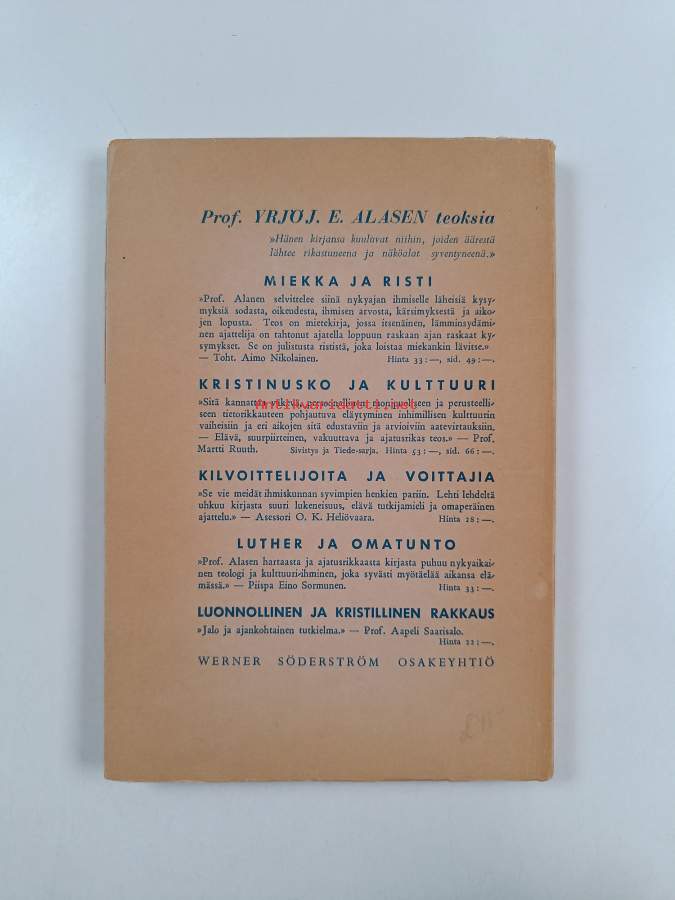 Prof. YRJÖ J. E. ALASEN teoksia
»Hänen kirjansa kuuluvat niihin, joiden äärestä
lähtee rikastuneena ja näköalat syventyneenä.»
MIEKKA JA RISTI
»Prof. Alanen selvittelee siinä nykyajan ihmiselle läheisiä kysy-
myksiä sodasta, oikeudesta, ihmisen arvosta, kärsimyksestä ja aiko-
jen lopusta. Teos on mietekirja, jossa itsenäinen, lämminsydämi-
nen ajattelija on tahtonut ajatella loppuun raskaan ajan raskaat ky-
symykset. Se on julistusta rististä, joka loistaa miekankin lävitse.»
— Toht. Aimo Nikolainen. Hinta 33:—, sid. 49:—.
KRISTINUSKO JA KULTTUURI
»Sitä kannattaa väkevä, persoonallinen, monipuoliseen ja perusteelli-
seen tietorikkauteen pohjautuva eläytyminen inhimillisen kulttuurin
vaiheisiin ja eri aikojen sitä edustaviin ja arvioiviin aatevirtauksiin,
— Elävä, suurpiirteinen, vakuuttava ja ajatusrikas teos.» — Prof.
Martti Ruuth. Sivistys ja Tiede-sarja. Hinta 53:—, sid. 66:—.
KILVOITTELIJOITA JA VOITTAJIA
»Se vie meidät ihmiskunnan syvimpien henkien pariin. Lehti lehdeltä
uhkuu kirjasta suuri lukeneisuus, elävä tutkijamieli ja omaperäinen
ajattelu.» — Asessori O. K. Heliövaara. Hinta 28:—.
LUTHER JA OMATUNTO
»Prof. Alasen hartaasta ja ajatusrikkaasta kirjasta puhuu nykyaikai-
nen teologi ja kulttuuri-ihminen, joka syvästi myötäelää aikansa elä-
mässä.» — Piispa Eino Sormunen. Hinta 33:—.
LUONNOLLINEN JA KRISTILLINEN RAKKAUS
»Jalo ja ajankohtainen tutkielma.» — Prof. Aapeli Saarisalo.
Hinta 22:—.
WERNER SÖDERSTRÖM OSAKEYHTIÖ